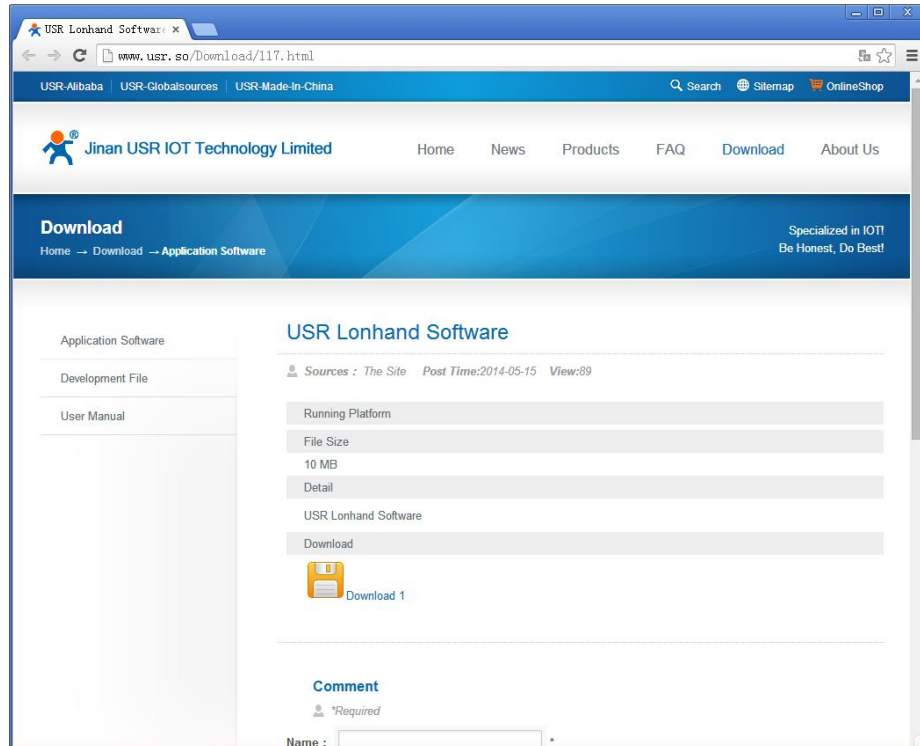 USR Lonhand Software
www.usr.so/Download/117.html
USR-Alibaba USR-Globalsources USR-Made-In-China Search Sitemap OnlineShop
® Jinan USR IOT Technology Limited Home News Products FAQ Download About Us
Download
Specialized in IOT!
Home → Download → Application Software
Be Honest, Do Best!
Application Software
Development File
User Manual
USR Lonhand Software
Sources : The Site Post Time:2014-05-15 View:89
Running Platform
File Size
10 MB
Detail
USR Lonhand Software
Download
Download 1
Comment
*Required
Name : *